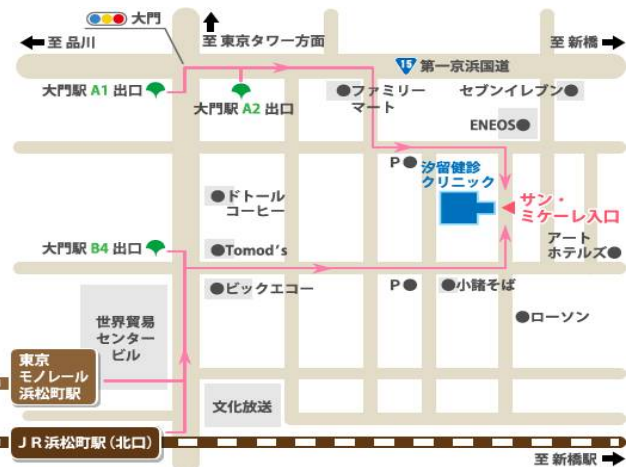 大門
至 品川
至 東京タワー方面
至 新橋
15 第一京浜国道
大門駅 A1 出口
大門駅 A2 出口
ファミリー
マート
セブンイレブン
ENEOS
P
汐留健診
クリニック
ドトール
コーヒー
サン・
ミケーレ入口
大門駅 B4 出口
Tomod's
アート
ホテルズ
ビックエコー
P
小諸そば
世界貿易
センター
ビル
ローソン
東京
モノレール
浜松町駅
文化放送
JR浜松町駅(北口)
至 新橋駅